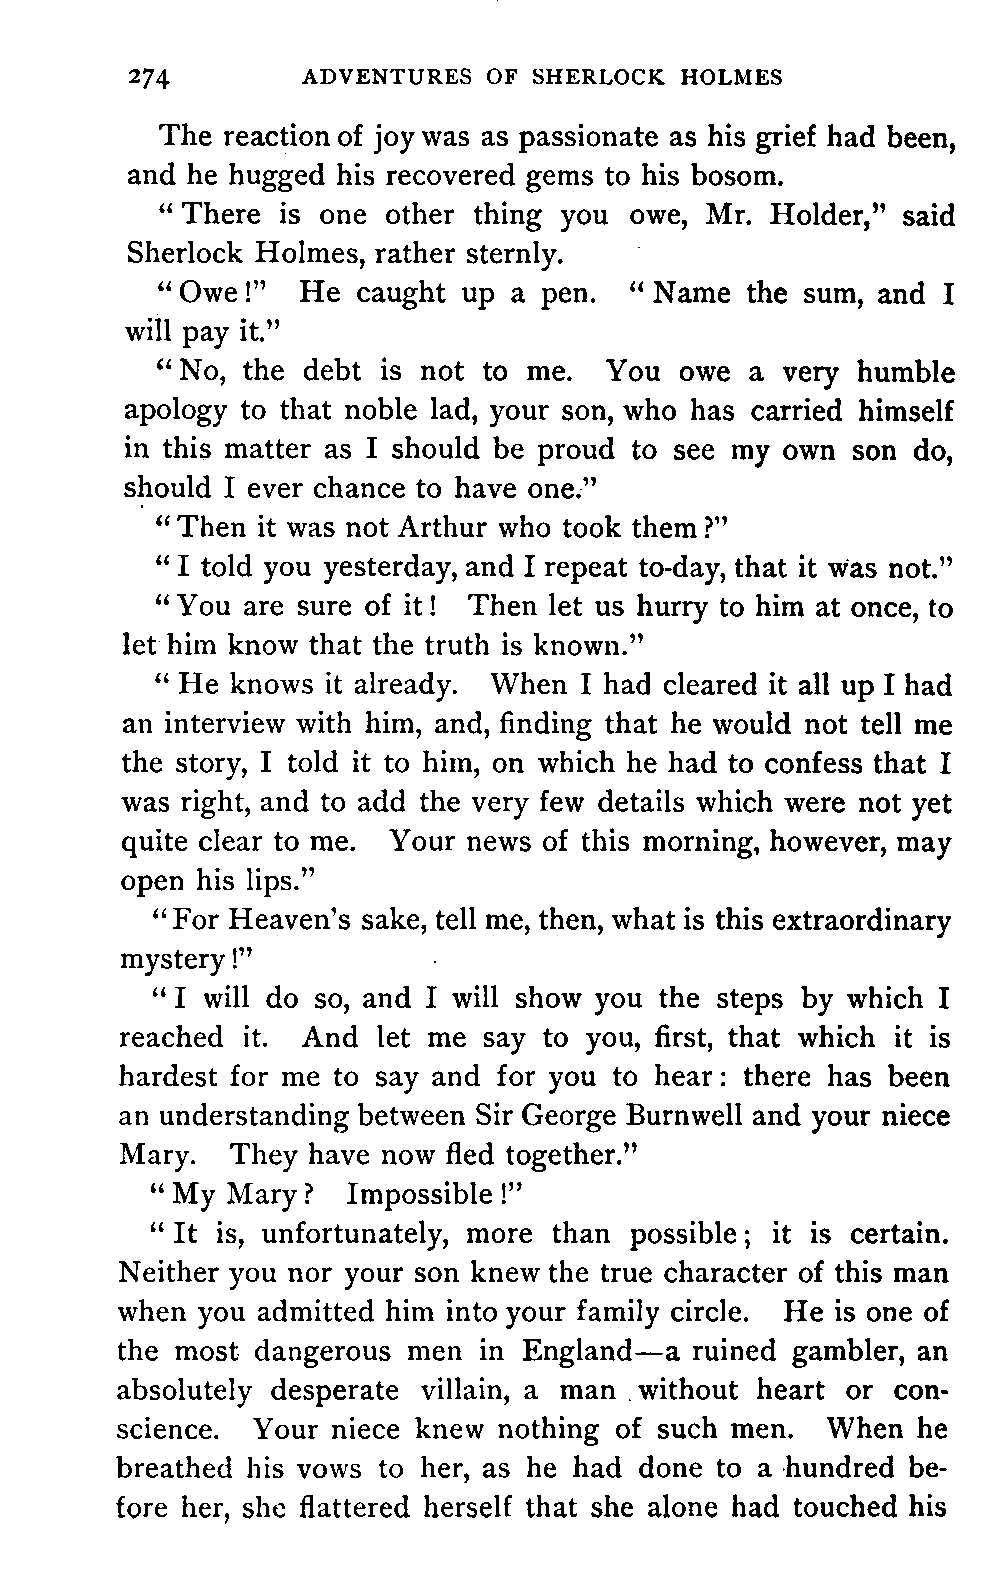 274 ADVENTURES OF SHERLOCK HOLMES
The reaction of joy was as passionate as his grief had been,
and he hugged his recovered gems to his bosom.
“There is one other thing you owe, Mr. Holder,” said
Sherlock Holmes, rather sternly.
“Owe!” He caught up a pen. “Name the sum, and I
will pay it.”
“No, the debt is not to me. You owe a very humble
apology to that noble lad, your son, who has carried himself
in this matter as I should be proud to see my own son do,
should I ever chance to have one.”
“Then it was not Arthur who took them?”
“I told you yesterday, and I repeat to-day, that it was not.”
“You are sure of it! Then let us hurry to him at once, to
let him know that the truth is known.”
“He knows it already. When I had cleared it all up I had
an interview with him, and, finding that he would not tell me
the story, I told it to him, on which he had to confess that I
was right, and to add the very few details which were not yet
quite clear to me. Your news of this morning, however, may
open his lips.”
“For Heaven’s sake, tell me, then, what is this extraordinary
mystery!”
“I will do so, and I will show you the steps by which I
reached it. And let me say to you, first, that which it is
hardest for me to say and for you to hear: there has been
an understanding between Sir George Burnwell and your niece
Mary. They have now fled together.”
“My Mary? Impossible!”
“It is, unfortunately, more than possible; it is certain.
Neither you nor your son knew the true character of this man
when you admitted him into your family circle. He is one of
the most dangerous men in England—a ruined gambler, an
absolutely desperate villain, a man without heart or con-
science. Your niece knew nothing of such men. When he
breathed his vows to her, as he had done to a hundred be-
fore her, she flattered herself that she alone had touched his